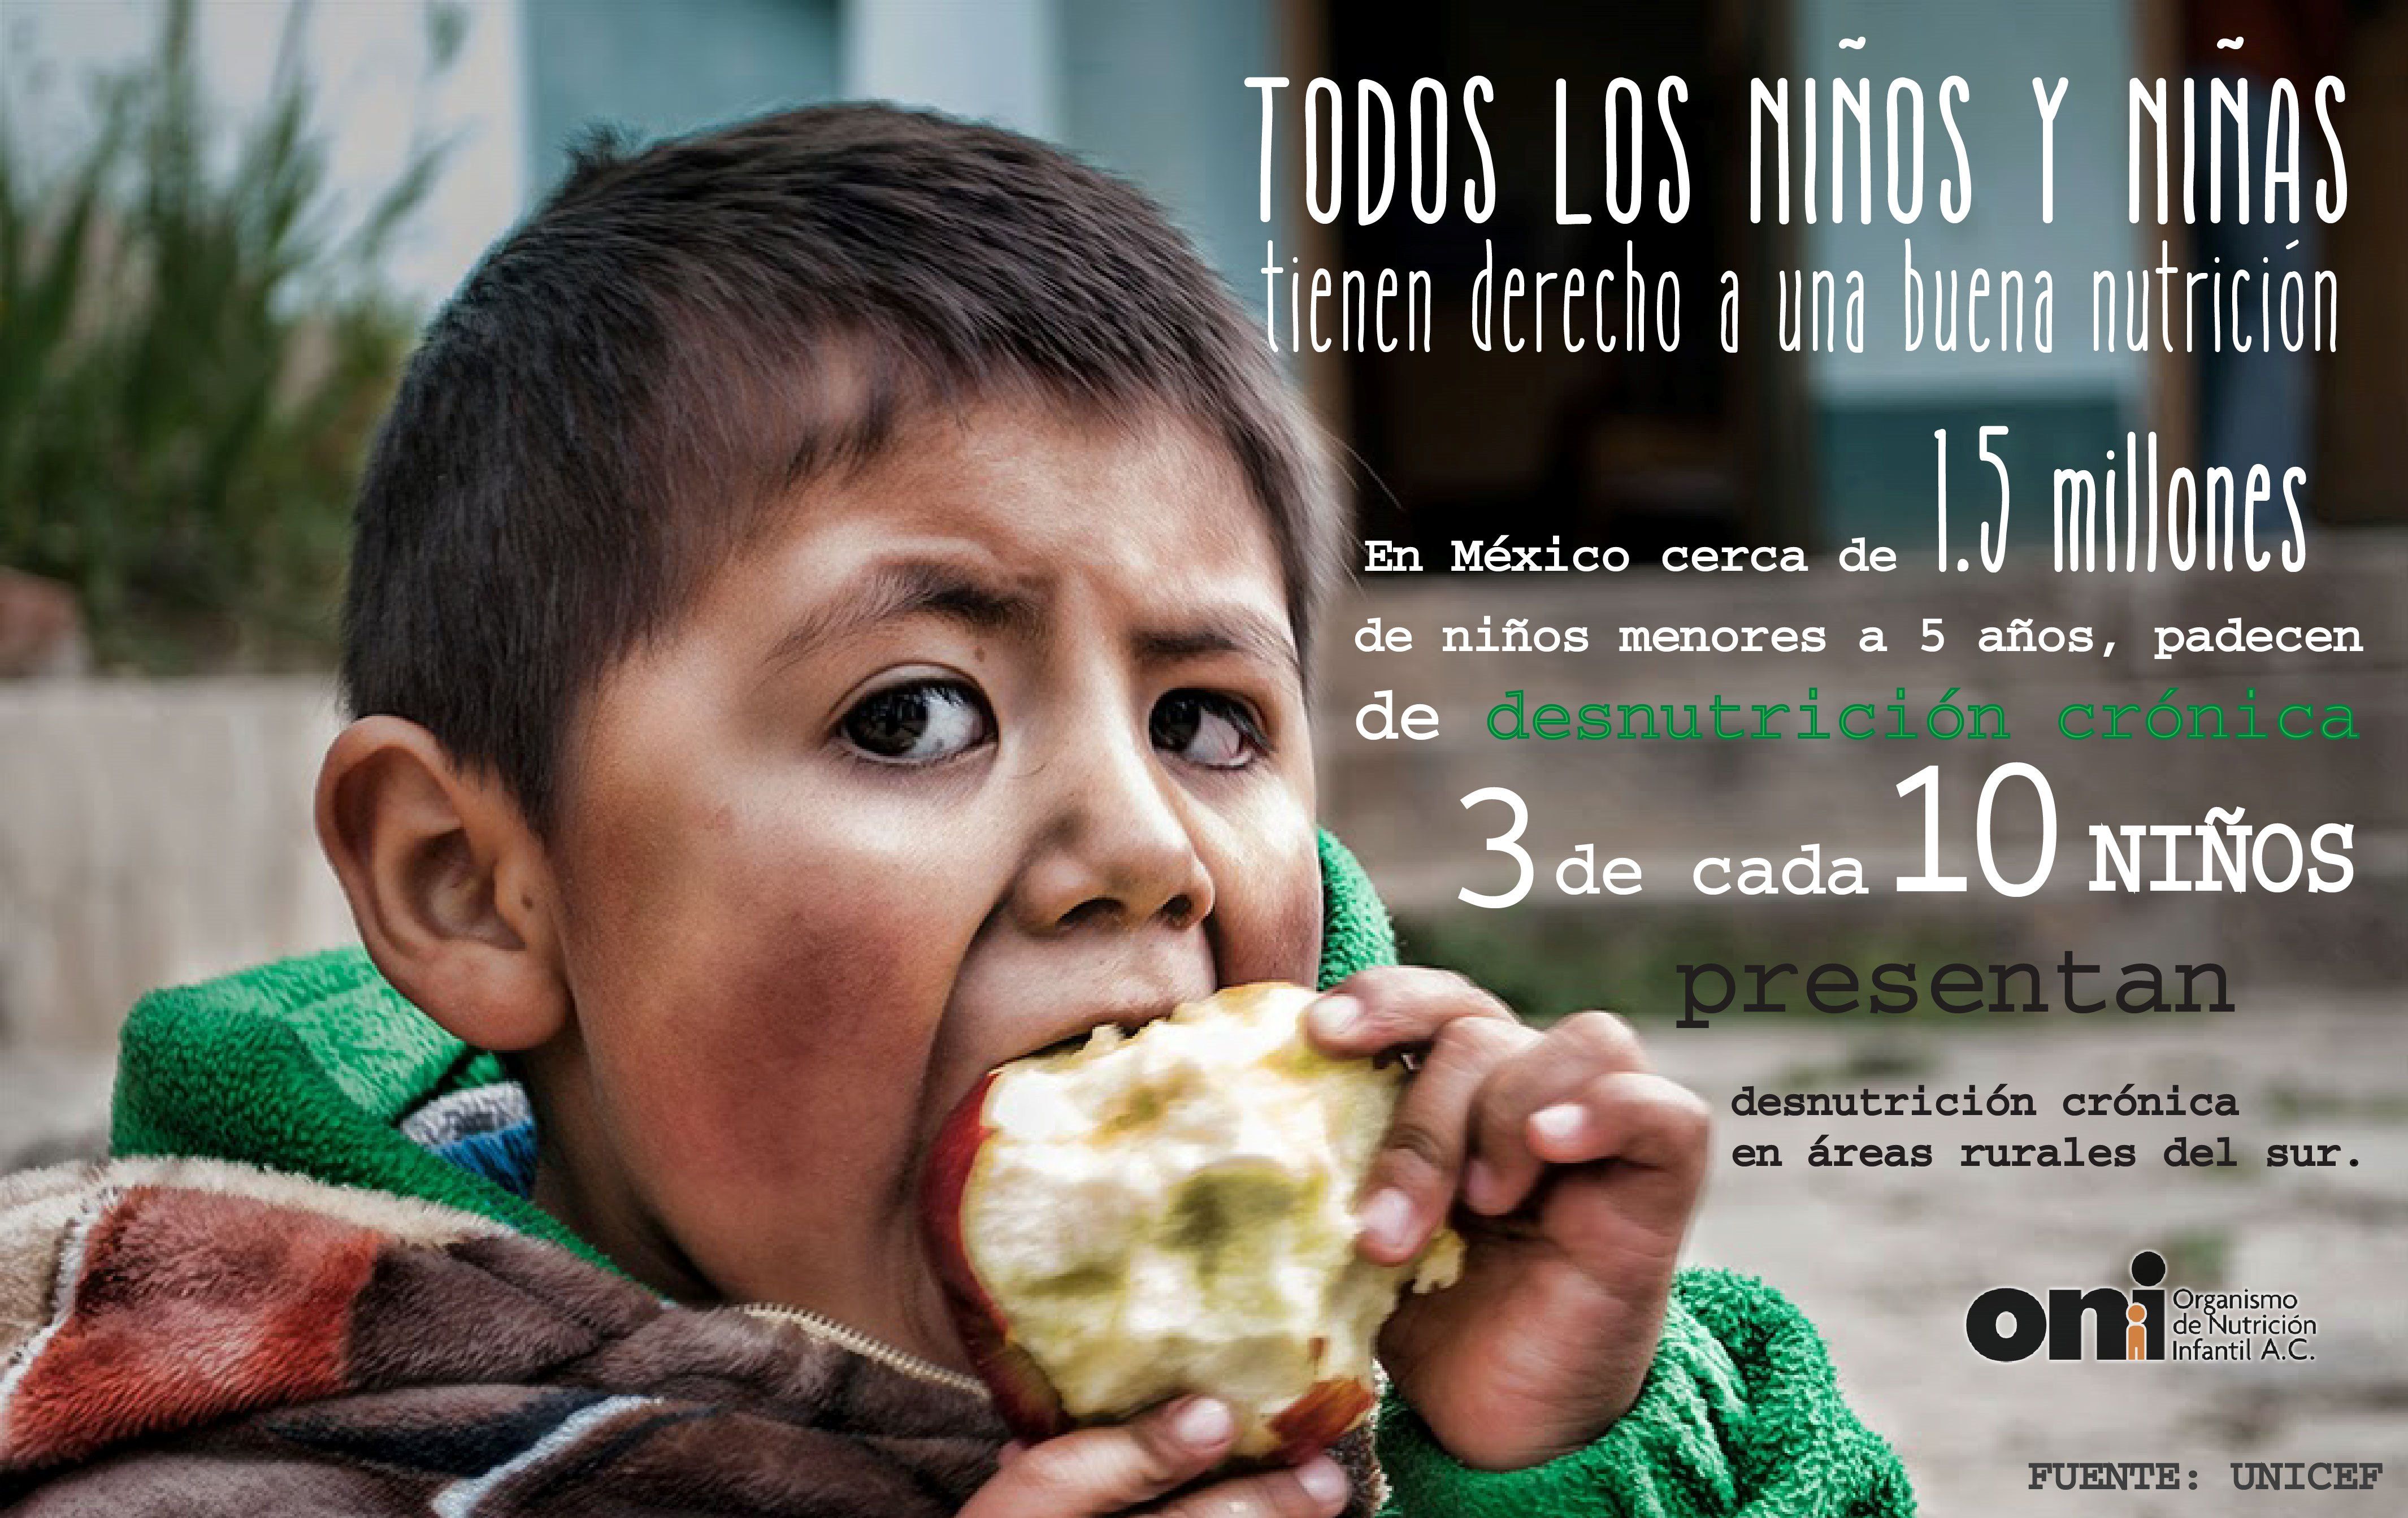 TODOS LOS NIÑOS Y NIÑAS
tienen derecho a una buena nutrición
En México cerca de 1.5 millones
de niños menores a 5 años, padecen
de desnutrición crónica
3 de cada 10 NIÑOS
presentan
desnutrición crónica
en áreas rurales del sur.
oni
Organismo
de Nutrición
Infantil A.C.
FUENTE: UNICEF